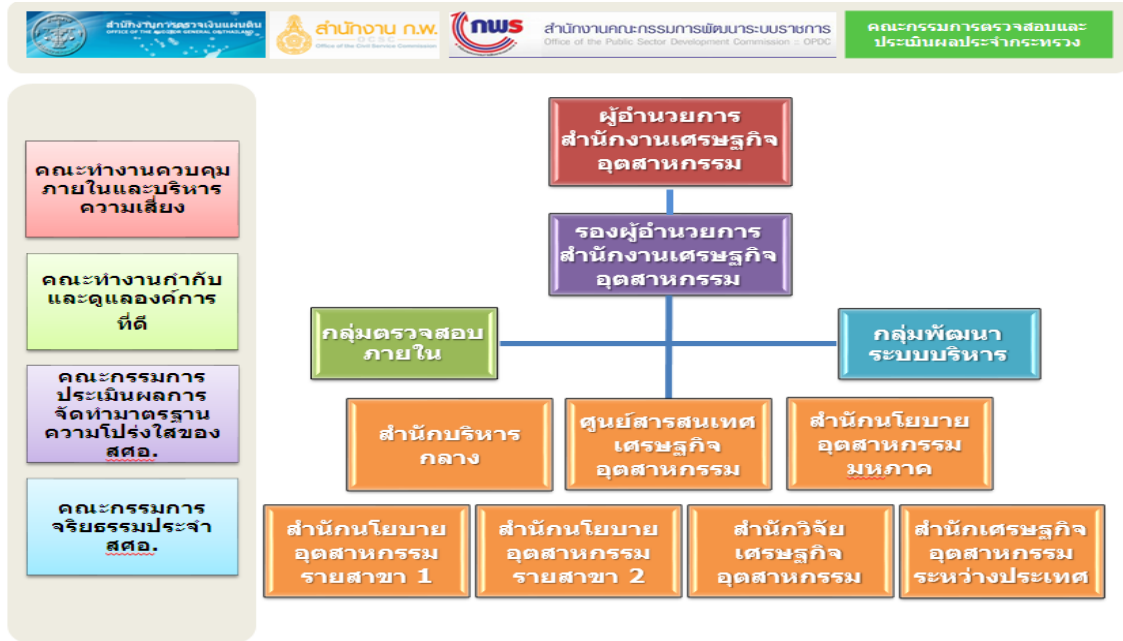 สำนักงานการตรวจเงินแผ่นดิน
OFFICE OF THE AUDITOR GENERAL OF THAILAND
สำนักงาน ก.พ.
OCSC
Office of the Civil Service Commission
กพร
สำนักงานคณะกรรมการพัฒนาระบบราชการ
Office of the Public Sector Development Commission :: OPDC
คณะกรรมการตรวจสอบและ
ประเมินผลประจำกระทรวง
คณะทำงานควบคุม
ภายในและบริหาร
ความเสี่ยง
คณะทำงานกำกับ
และดูแลองค์การ
ที่ดี
คณะกรรมการ
ประเมินผลการ
จัดทำมาตรฐาน
ความโปร่งใสของ
สศอ.
คณะกรรมการ
จริยธรรมประจำ
สศอ.
ผู้อำนวยการ
สำนักงานเศรษฐกิจ
อุตสาหกรรม
รองผู้อำนวยการ
สำนักงานเศรษฐกิจ
อุตสาหกรรม
กลุ่มตรวจสอบ
ภายใน
กลุ่มพัฒนา
ระบบบริหาร
สำนักบริหาร
กลาง
ศูนย์สารสนเทศ
เศรษฐกิจ
อุตสาหกรรม
สำนักนโยบาย
อุตสาหกรรม
มหภาค
สำนักนโยบาย
อุตสาหกรรม
รายสาขา 1
สำนักนโยบาย
อุตสาหกรรม
รายสาขา 2
สำนักวิจัย
เศรษฐกิจ
อุตสาหกรรม
สำนักเศรษฐกิจ
อุตสาหกรรม
ระหว่างประเทศ